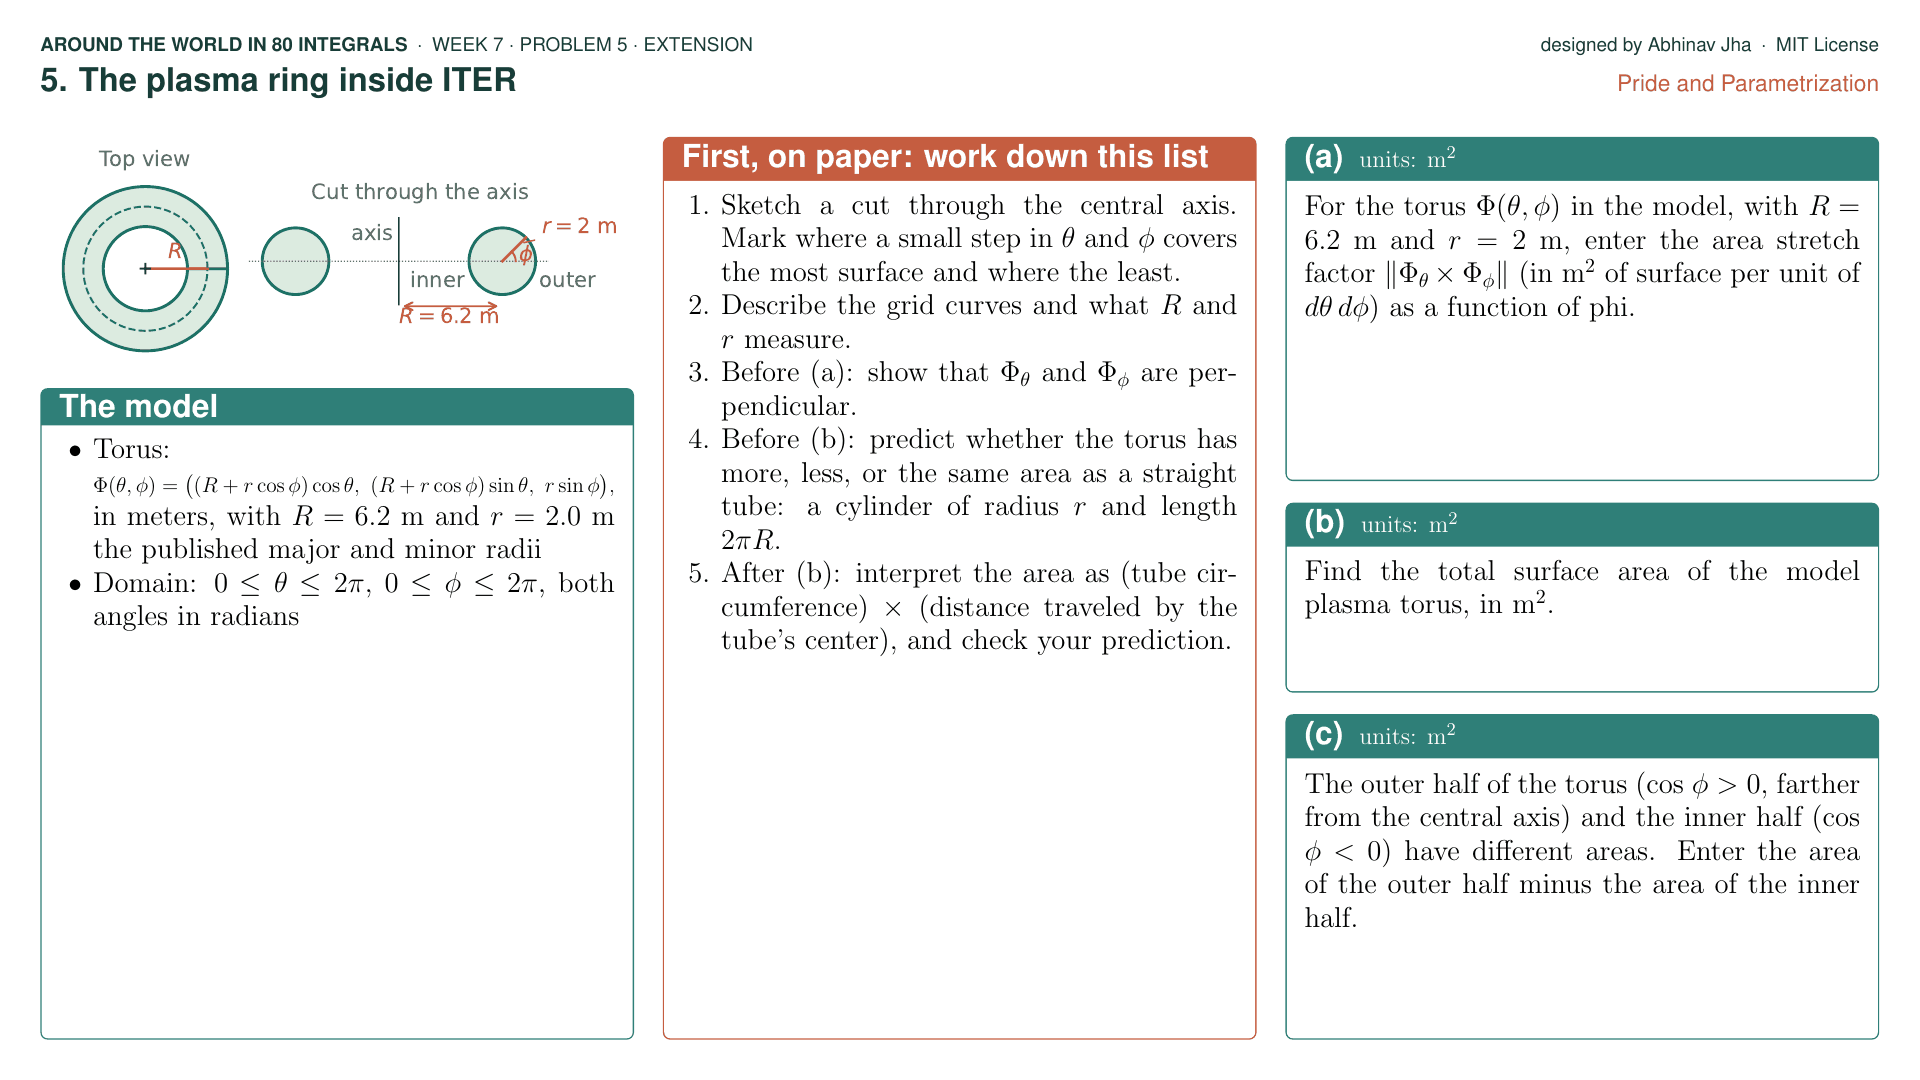 AROUND THE WORLD IN 80 INTEGRALS · WEEK 7 · PROBLEM 5 · EXTENSION
designed by Abhinav Jha · MIT License
5. The plasma ring inside ITER
Pride and Parametrization
Top view
R
Cut through the axis
axis
r = 2 m
ϕ
inner
outer
R = 6.2 m
The model
• Torus:
Φ(θ, ϕ) = ((R + r cos ϕ) cos θ, (R + r cos ϕ) sin θ, r sin ϕ),
in meters, with R = 6.2 m and r = 2.0 m
the published major and minor radii
• Domain: 0 ≤ θ ≤ 2π, 0 ≤ ϕ ≤ 2π, both
angles in radians
First, on paper: work down this list
1. Sketch a cut through the central axis.
Mark where a small step in θ and ϕ covers
the most surface and where the least.
2. Describe the grid curves and what R and
r measure.
3. Before (a): show that Φθ and Φϕ are per-
pendicular.
4. Before (b): predict whether the torus has
more, less, or the same area as a straight
tube: a cylinder of radius r and length
2πR.
5. After (b): interpret the area as (tube cir-
cumference) × (distance traveled by the
tube's center), and check your prediction.
(a) units: m²
For the torus Φ(θ, ϕ) in the model, with R =
6.2 m and r = 2 m, enter the area stretch
factor ∥Φθ × Φϕ∥ (in m² of surface per unit of
dθ dϕ) as a function of phi.
(b) units: m²
Find the total surface area of the model
plasma torus, in m².
(c) units: m²
The outer half of the torus (cos ϕ > 0, farther
from the central axis) and the inner half (cos
ϕ < 0) have different areas. Enter the area
of the outer half minus the area of the inner
half.